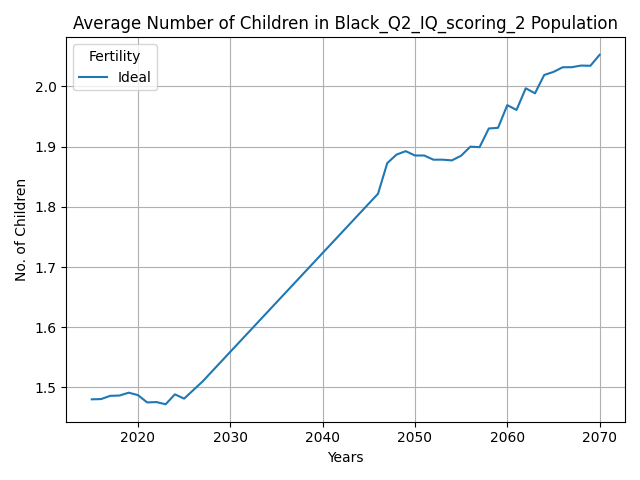 Average Number of Children in Black_Q2_IQ_scoring_2 Population
Fertility
Ideal
No. of Children
2.0
1.9
1.8
1.7
1.6
1.5
2020 2030 2040 2050 2060 2070
Years